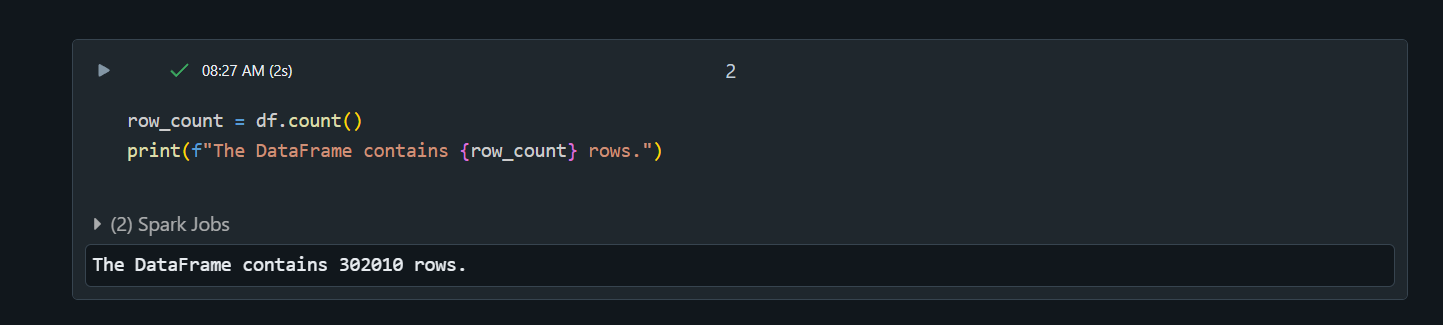 08:27 AM (2s)
2
row_count = df.count()
print(f"The DataFrame contains {row_count} rows.")
(2) Spark Jobs
The DataFrame contains 302010 rows.